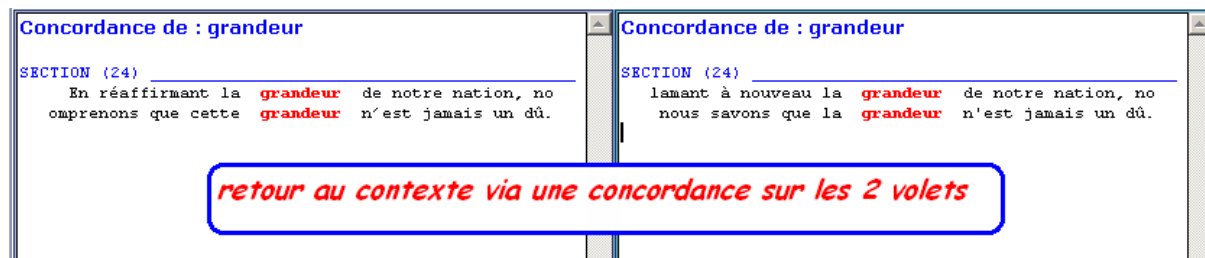 Concordance de : grandeur
SECTION (24)
En réaffirmant la grandeur de notre nation, no
omprenons que cette grandeur n´est jamais un dû.
Concordance de : grandeur
SECTION (24)
lamant à nouveau la grandeur de notre nation, no
nous savons que la grandeur n'est jamais un dû.
retour au contexte via une concordance sur les 2 volets